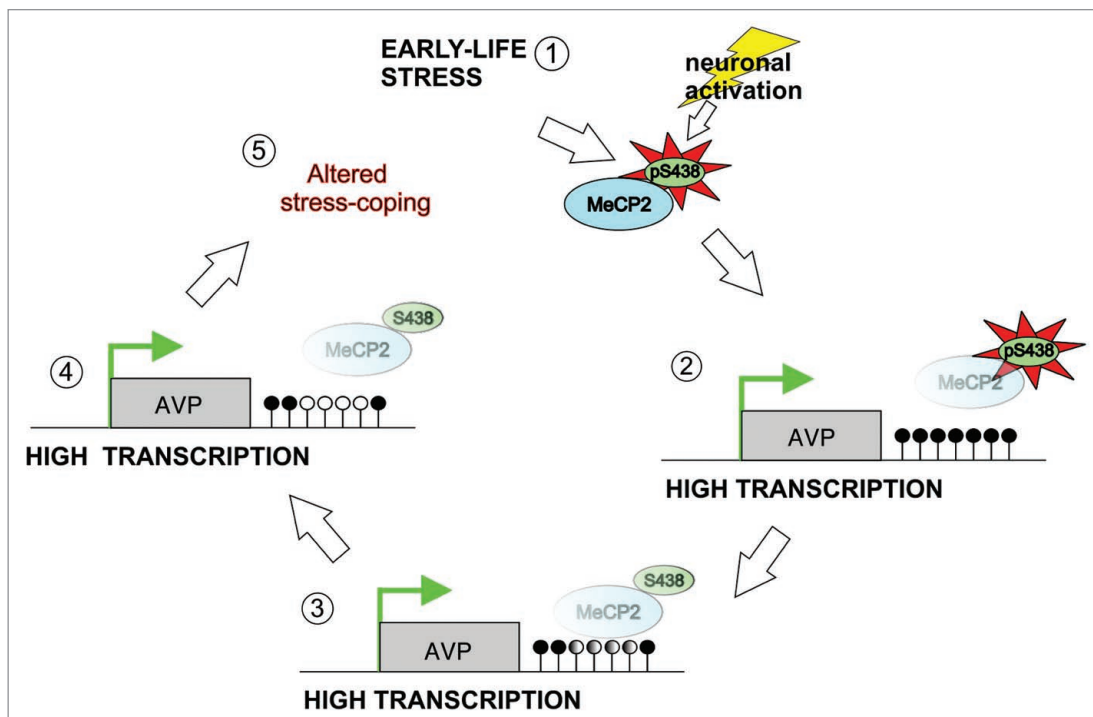 EARLY-LIFE
STRESS
1
neuronal
activation
pS438
MeCP2
2
pS438
MeCP2
AVP
HIGH TRANSCRIPTION
3
S438
MeCP2
AVP
HIGH TRANSCRIPTION
4
S438
MeCP2
AVP
HIGH TRANSCRIPTION
5
Altered
stress-coping